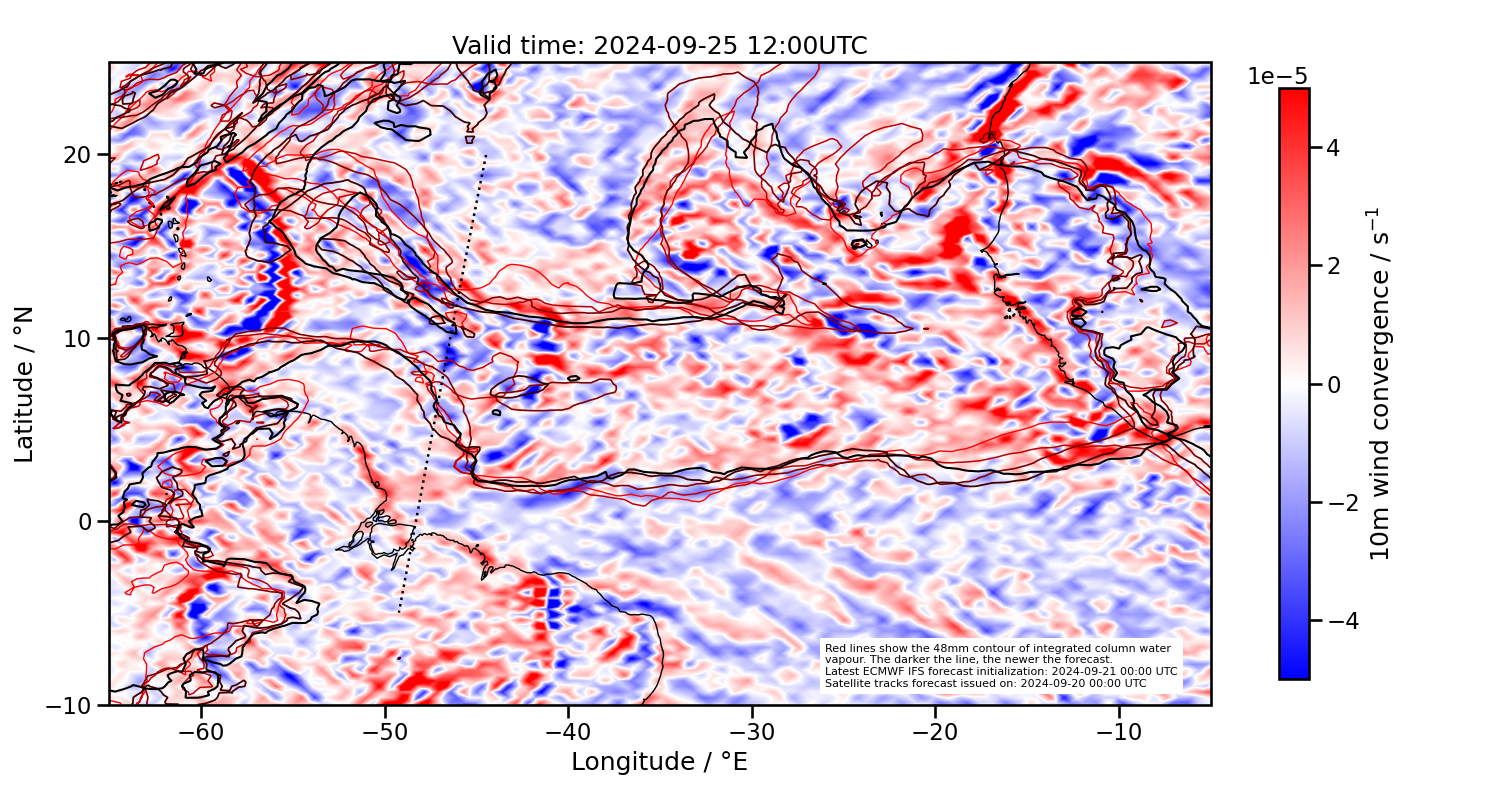 Valid time: 2024-09-25 12:00UTC
1e−5
20
10
0
−10
Latitude / °N
−60
−50
−40
−30
−20
−10
Longitude / °E
4
2
0
−2
−4
10m wind convergence / s⁻¹
Red lines show the 48mm contour of integrated column water
vapour. The darker the line, the newer the forecast.
Latest ECMWF IFS forecast initialization: 2024-09-21 00:00 UTC
Satellite tracks forecast issued on: 2024-09-20 00:00 UTC